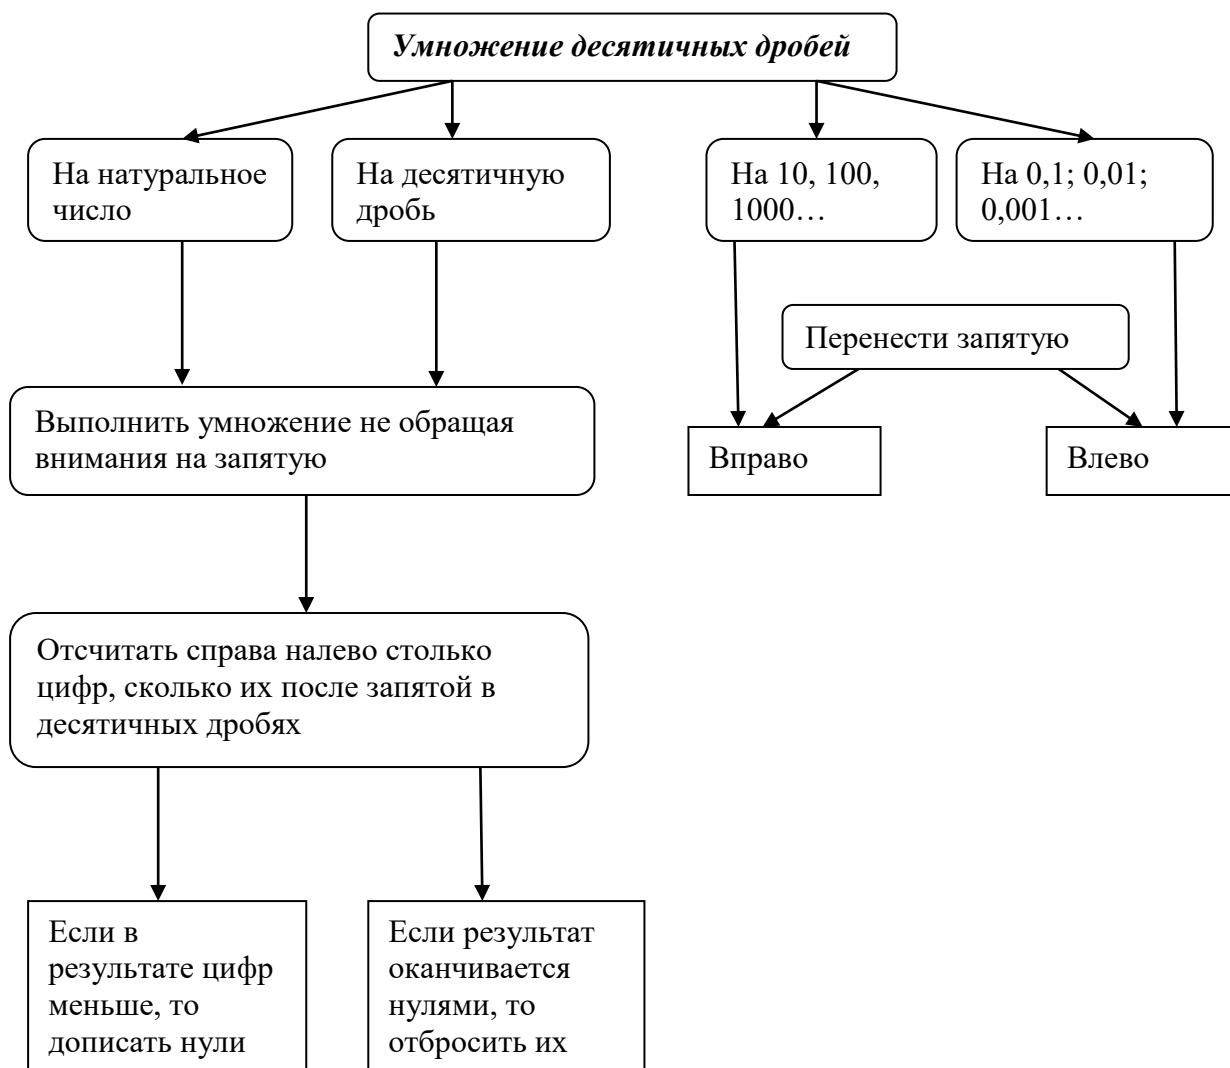 Умножение десятичных дробей
На натуральное
число
На десятичную
дробь
На 10, 100,
1000…
На 0,1; 0,01;
0,001…
Перенести запятую
Выполнить умножение не обращая
внимания на запятую
Вправо
Влево
Отсчитать справа налево столько
цифр, сколько их после запятой в
десятичных дробях
Если в
результате цифр
меньше, то
дописать нули
Если результат
оканчивается
нулями, то
отбросить их